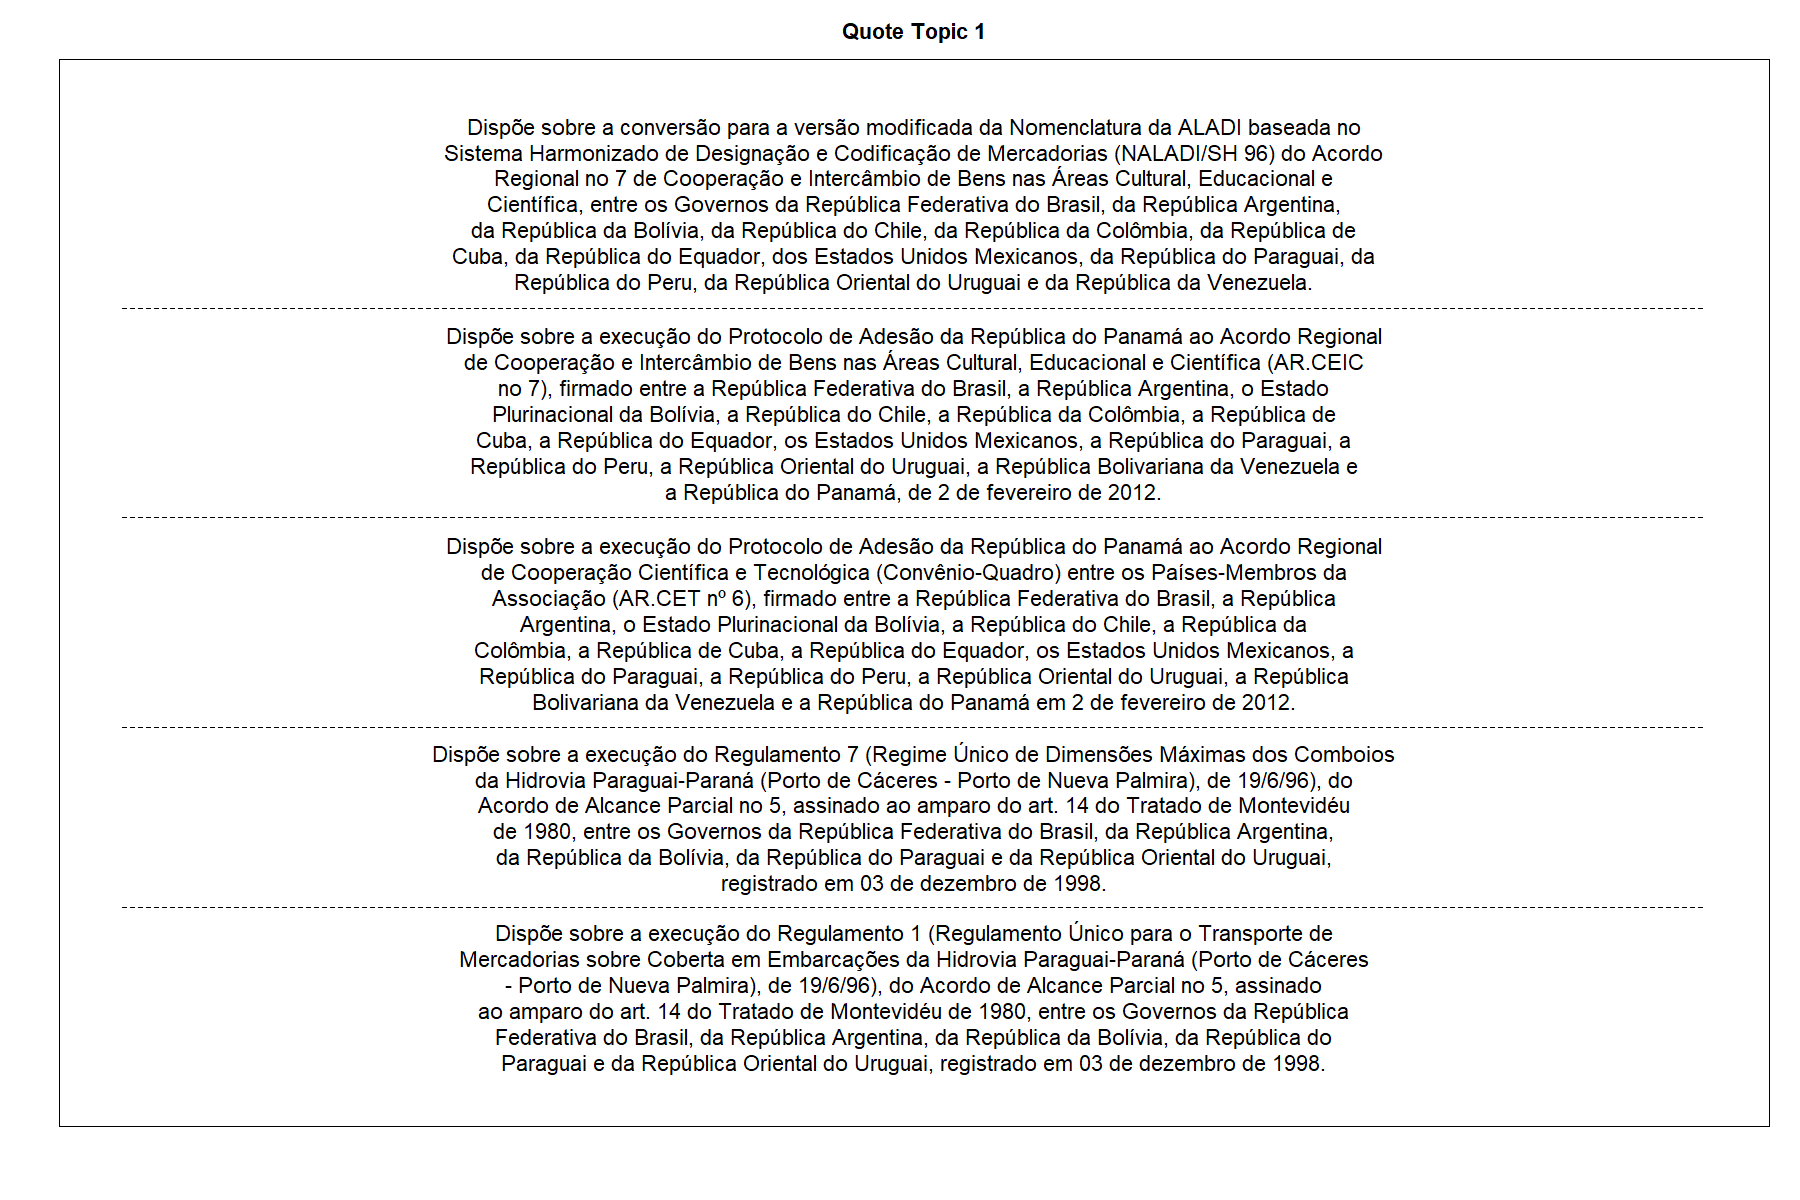 Quote Topic 1
Dispõe sobre a conversão para a versão modificada da Nomenclatura da ALADI baseada no
Sistema Harmonizado de Designação e Codificação de Mercadorias (NALADI/SH 96) do Acordo
Regional no 7 de Cooperação e Intercâmbio de Bens nas Áreas Cultural, Educacional e
Científica, entre os Governos da República Federativa do Brasil, da República Argentina,
da República da Bolívia, da República do Chile, da República da Colômbia, da República de
Cuba, da República do Equador, dos Estados Unidos Mexicanos, da República do Paraguai, da
República do Peru, da República Oriental do Uruguai e da República da Venezuela.
Dispõe sobre a execução do Protocolo de Adesão da República do Panamá ao Acordo Regional
de Cooperação e Intercâmbio de Bens nas Áreas Cultural, Educacional e Científica (AR.CEIC
no 7), firmado entre a República Federativa do Brasil, a República Argentina, o Estado
Plurinacional da Bolívia, a República do Chile, a República da Colômbia, a República de
Cuba, a República do Equador, os Estados Unidos Mexicanos, a República do Paraguai, a
República do Peru, a República Oriental do Uruguai, a República Bolivariana da Venezuela e
a República do Panamá, de 2 de fevereiro de 2012.
Dispõe sobre a execução do Protocolo de Adesão da República do Panamá ao Acordo Regional
de Cooperação Científica e Tecnológica (Convênio-Quadro) entre os Países-Membros da
Associação (AR.CET nº 6), firmado entre a República Federativa do Brasil, a República
Argentina, o Estado Plurinacional da Bolívia, a República do Chile, a República da
Colômbia, a República de Cuba, a República do Equador, os Estados Unidos Mexicanos, a
República do Paraguai, a República do Peru, a República Oriental do Uruguai, a República
Bolivariana da Venezuela e a República do Panamá em 2 de fevereiro de 2012.
Dispõe sobre a execução do Regulamento 7 (Regime Único de Dimensões Máximas dos Comboios
da Hidrovia Paraguai-Paraná (Porto de Cáceres - Porto de Nueva Palmira), de 19/6/96), do
Acordo de Alcance Parcial no 5, assinado ao amparo do art. 14 do Tratado de Montevidéu
de 1980, entre os Governos da República Federativa do Brasil, da República Argentina,
da República da Bolívia, da República do Paraguai e da República Oriental do Uruguai,
registrado em 03 de dezembro de 1998.
Dispõe sobre a execução do Regulamento 1 (Regulamento Único para o Transporte de
Mercadorias sobre Coberta em Embarcações da Hidrovia Paraguai-Paraná (Porto de Cáceres
- Porto de Nueva Palmira), de 19/6/96), do Acordo de Alcance Parcial no 5, assinado
ao amparo do art. 14 do Tratado de Montevidéu de 1980, entre os Governos da República
Federativa do Brasil, da República Argentina, da República da Bolívia, da República do
Paraguai e da República Oriental do Uruguai, registrado em 03 de dezembro de 1998.